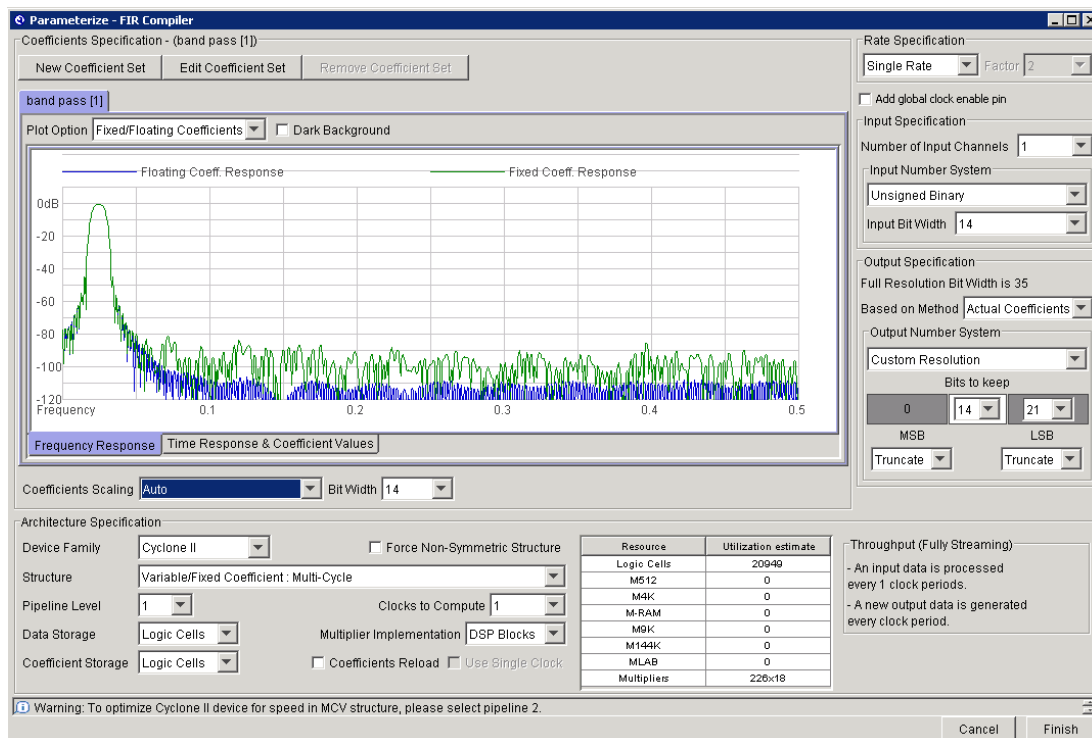 Parameterize - FIR Compiler
Coefficients Specification - (band pass [1])
New Coefficient Set
Edit Coefficient Set
Remove Coefficient Set
band pass [1]
Plot Option
Fixed/Floating Coefficients
Dark Background
Floating Coeff. Response
Fixed Coeff. Response
0dB
-20
-40
-60
-80
-100
-120
Frequency
0.1
0.2
0.3
0.4
0.5
Frequency Response
Time Response & Coefficient Values
Coefficients Scaling
Auto
Bit Width
14
Rate Specification
Single Rate
Factor
2
Add global clock enable pin
Input Specification
Number of Input Channels
1
Input Number System
Unsigned Binary
Input Bit Width
14
Output Specification
Full Resolution Bit Width is 35
Based on Method
Actual Coefficients
Output Number System
Custom Resolution
Bits to keep
0
14
21
MSB
LSB
Truncate
Truncate
Architecture Specification
Device Family
Cyclone II
Force Non-Symmetric Structure
Structure
Variable/Fixed Coefficient : Multi-Cycle
Pipeline Level
1
Clocks to Compute
1
Data Storage
Logic Cells
Multiplier Implementation
DSP Blocks
Coefficient Storage
Logic Cells
Coefficients Reload
Use Single Clock
Resource Utilization estimate
Logic Cells 20949
M512 0
M4K 0
M-RAM 0
M9K 0
M144K 0
MLAB 0
Multipliers 226x18
Throughput (Fully Streaming)
- An input data is processed
every 1 clock periods.
- A new output data is generated
every clock period.
Warning: To optimize Cyclone II device for speed in MCV structure, please select pipeline 2.
Cancel
Finish